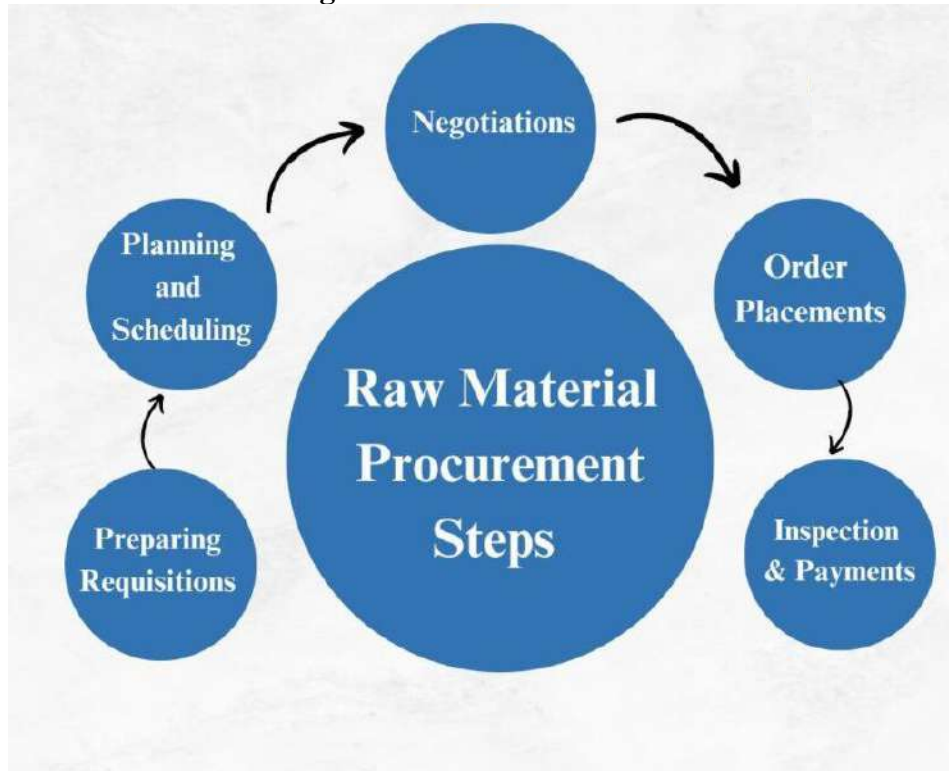 Negotiations
Planning
and
Scheduling
Order
Placements
Raw Material
Procurement
Steps
Preparing
Requisitions
Inspection
& Payments